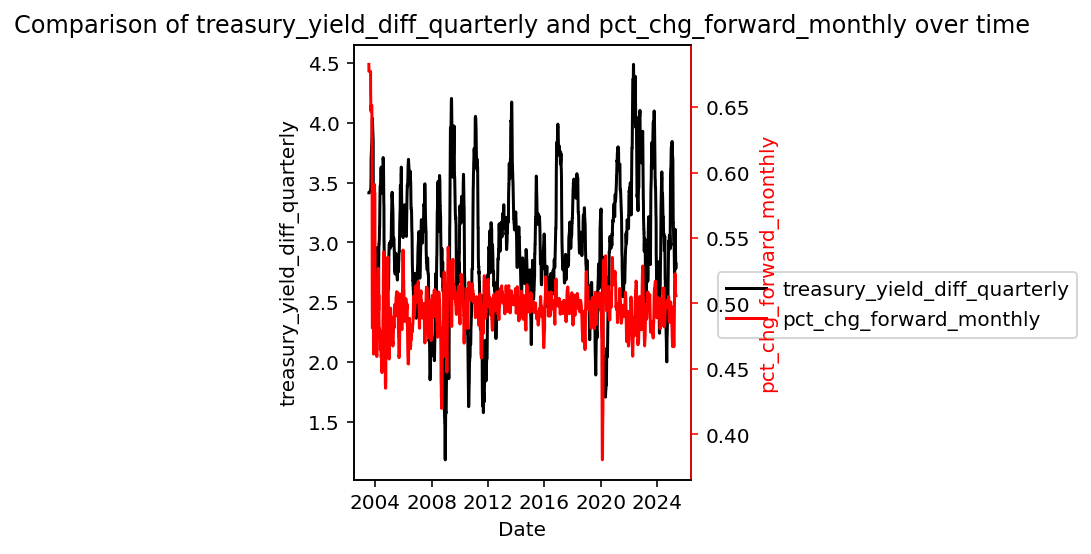 Comparison of treasury_yield_diff_quarterly and pct_chg_forward_monthly over time
treasury_yield_diff_quarterly
4.5
4.0
3.5
3.0
2.5
2.0
1.5
0.65
0.60
0.55
0.50
0.45
0.40
pct_chg_forward_monthly
treasury_yield_diff_quarterly
pct_chg_forward_monthly
2004 2008 2012 2016 2020 2024
Date